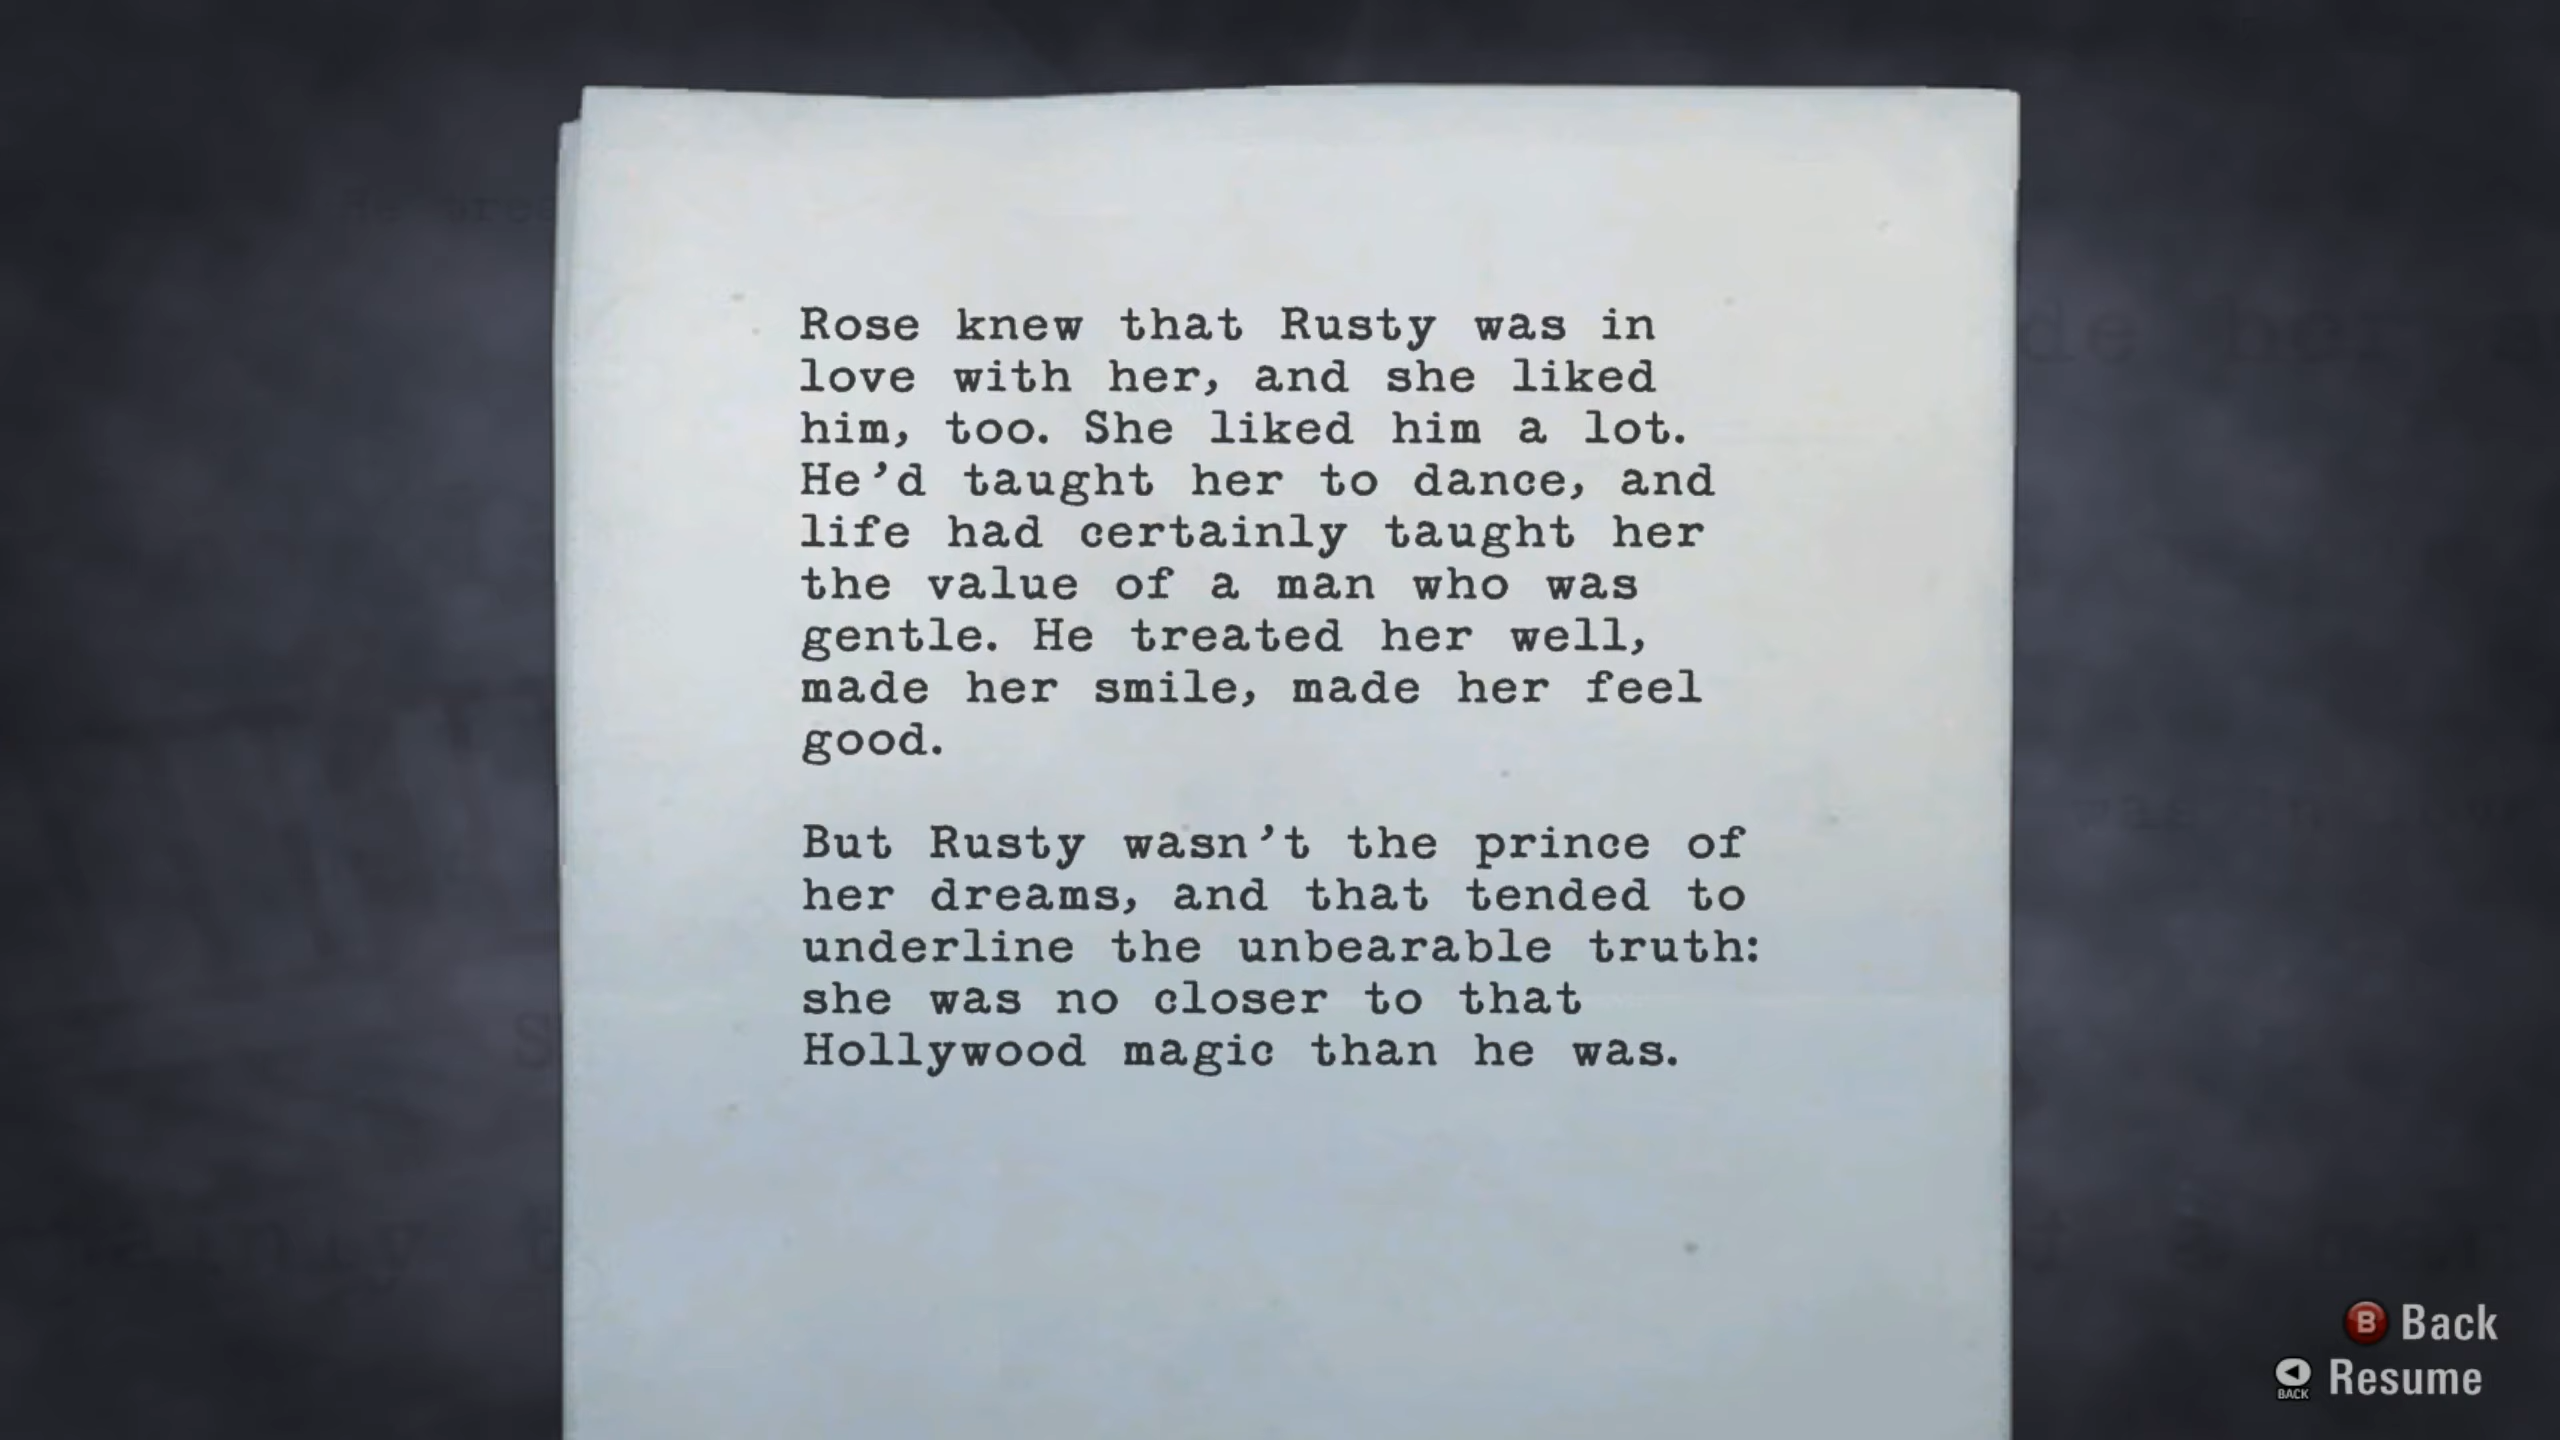 Rose knew that Rusty was in
love with her, and she liked
him, too. She liked him a lot.
He’d taught her to dance, and
life had certainly taught her
the value of a man who was
gentle. He treated her well,
made her smile, made her feel
good.
But Rusty wasn’t the prince of
her dreams, and that tended to
underline the unbearable truth:
she was no closer to that
Hollywood magic than he was.
B Back
BACK Resume